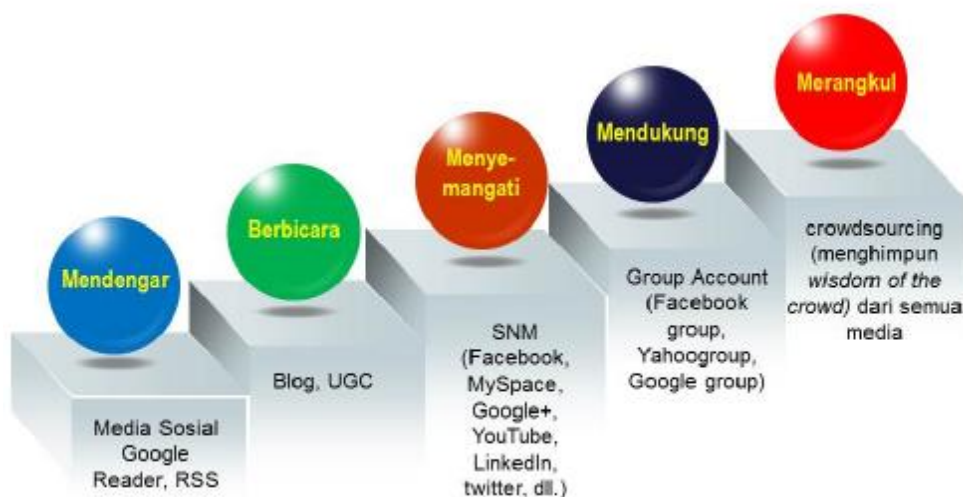 Mendengar
Media Sosial
Google
Reader, RSS
Berbicara
Blog, UGC
Menye-
mangati
SNM
(Facebook,
MySpace,
Google+,
YouTube,
LinkedIn,
twitter, dll.)
Mendukung
Group Account
(Facebook
group,
Yahoogroup,
Google group)
Merangkul
crowdsourcing
(menghimpun
wisdom of the
crowd) dari semua
media